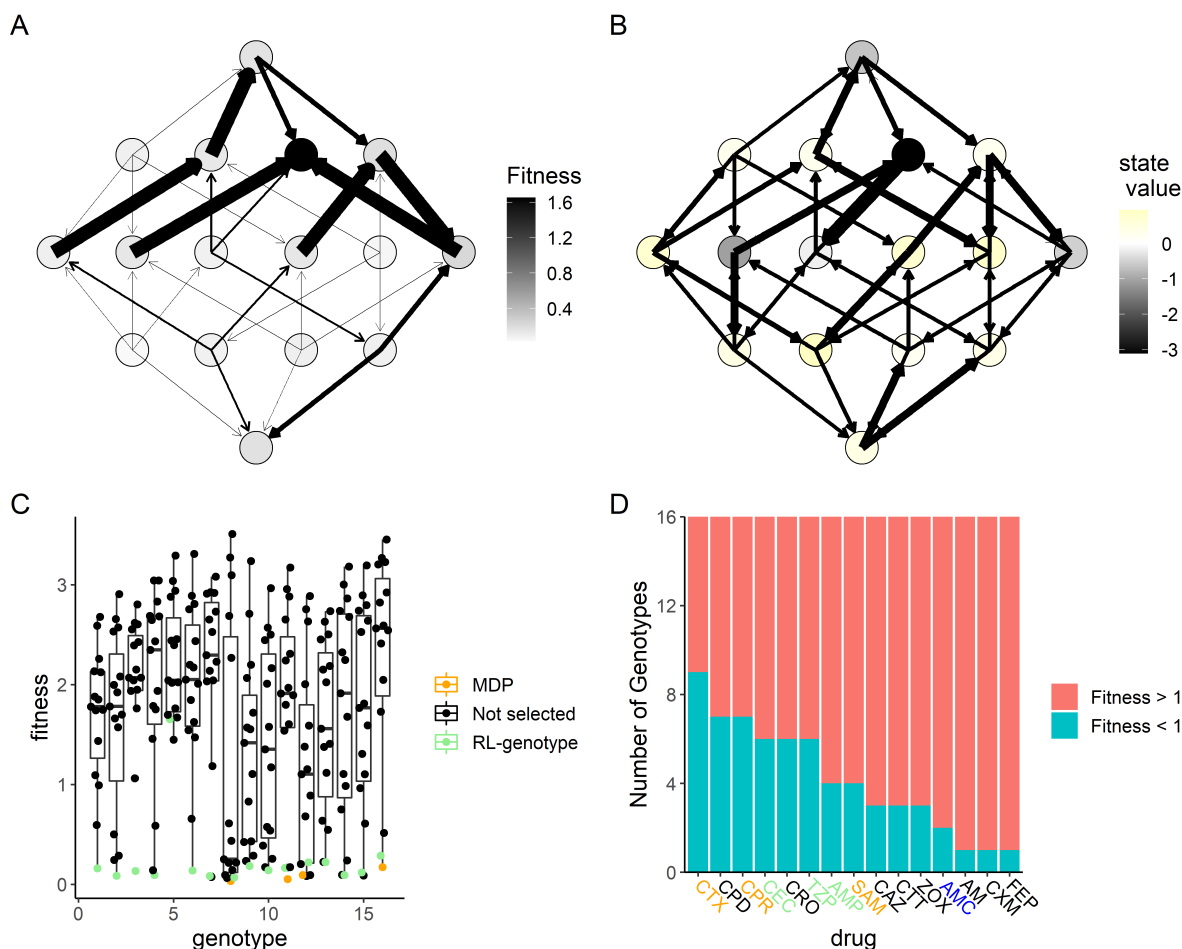 A
Fitness
1.6
1.2
0.8
0.4
B
state
value
0
-1
-2
-3
C
fitness
3
2
1
0
0
5
10
15
genotype
MDP
Not selected
RL-genotype
D
Number of Genotypes
16
12
8
4
0
CTX
CPD
CPR
CEC
CRO
TZP
AMP
SAM
CAZ
CTT
ZOX
AMC
AM
CXM
FEP
drug
Fitness > 1
Fitness < 1